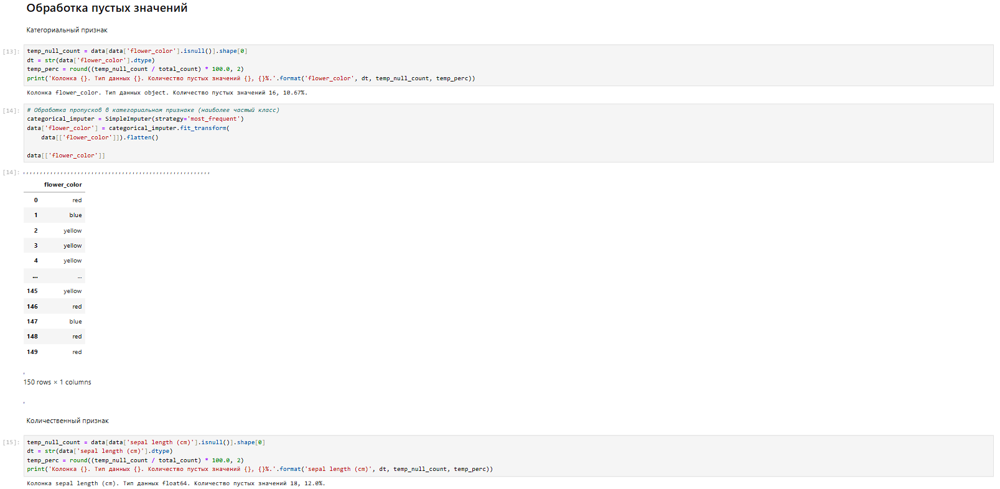 Обработка пустых значений
Категориальный признак
[13]:
temp_null_count = data[data['flower_color'].isnull()].shape[0]
dt = str(data['flower_color'].dtype)
temp_perc = round((temp_null_count / total_count) * 100.0, 2)
print('Колонка {}. Тип данных {}. Количество пустых значений {}, {}%.'.format('flower_color', dt, temp_null_count, temp_perc))
Колонка flower_color. Тип данных object. Количество пустых значений 16, 10.67%.
[14]:
# Обработка пропусков в категориальном признаке (наиболее частый класс)
categorical_imputer = SimpleImputer(strategy='most_frequent')
data['flower_color'] = categorical_imputer.fit_transform(
    data[['flower_color']]).flatten()
data[['flower_color']]
[14]:
flower_color
0 red
1 blue
2 yellow
3 yellow
4 yellow
... ...
145 yellow
146 red
147 blue
148 red
149 red
,
150 rows × 1 columns
,
Количественный признак
[15]:
temp_null_count = data[data['sepal length (cm)'].isnull()].shape[0]
dt = str(data['sepal length (cm)'].dtype)
temp_perc = round((temp_null_count / total_count) * 100.0, 2)
print('Колонка {}. Тип данных {}. Количество пустых значений {}, {}%.'.format('sepal length (cm)', dt, temp_null_count, temp_perc))
Колонка sepal length (cm). Тип данных float64. Количество пустых значений 18, 12.0%.